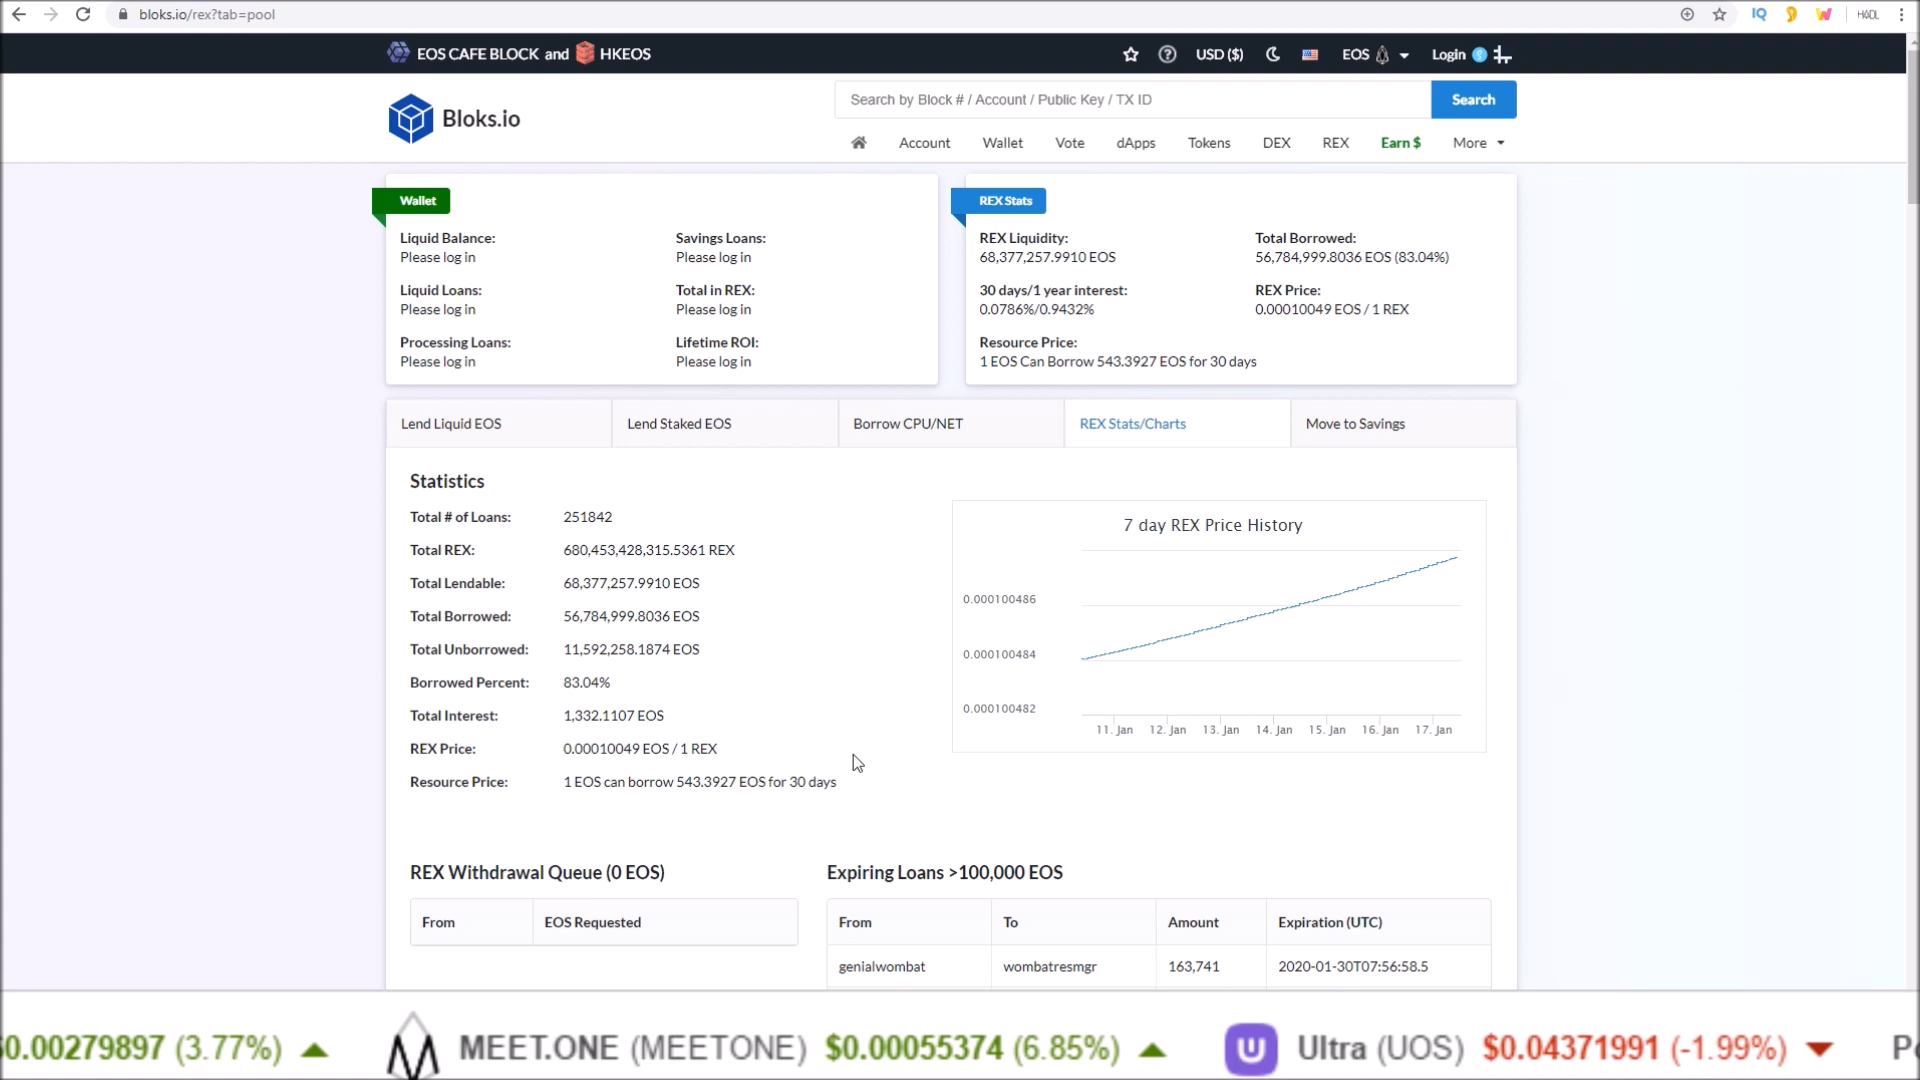 bloks.io/rex?tab=pool
IQ
HADL
EOS CAFE BLOCK and HKEOS
USD ($)
EOS
Login
Bloks.io
Search by Block # / Account / Public Key / TX ID
Search
Account
Wallet
Vote
dApps
Tokens
DEX
REX
Earn $
More
Wallet
Liquid Balance:
Please log in
Savings Loans:
Please log in
Liquid Loans:
Please log in
Total in REX:
Please log in
Processing Loans:
Please log in
Lifetime ROI:
Please log in
REX Stats
REX Liquidity:
68,377,257.9910 EOS
Total Borrowed:
56,784,999.8036 EOS (83.04%)
30 days/1 year interest:
0.0786%/0.9432%
REX Price:
0.00010049 EOS / 1 REX
Resource Price:
1 EOS Can Borrow 543.3927 EOS for 30 days
Lend Liquid EOS
Lend Staked EOS
Borrow CPU/NET
REX Stats/Charts
Move to Savings
Statistics
Total # of Loans: 251842
Total REX: 680,453,428,315.5361 REX
Total Lendable: 68,377,257.9910 EOS
Total Borrowed: 56,784,999.8036 EOS
Total Unborrowed: 11,592,258.1874 EOS
Borrowed Percent: 83.04%
Total Interest: 1,332.1107 EOS
REX Price: 0.00010049 EOS / 1 REX
Resource Price: 1 EOS can borrow 543.3927 EOS for 30 days
7 day REX Price History
0.000100486
0.000100484
0.000100482
11. Jan 12. Jan 13. Jan 14. Jan 15. Jan 16. Jan 17. Jan
REX Withdrawal Queue (0 EOS)
From EOS Requested
Expiring Loans >100,000 EOS
From To Amount Expiration (UTC)
genialwombat wombatresmgr 163,741 2020-01-30T07:56:58.5
0.00279897 (3.77%) MEET.ONE (MEETONE) $0.00055374 (6.85%) Ultra (UOS) $0.04371991 (-1.99%)